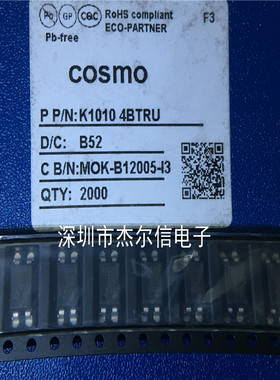 Pb
GP
CQC
RoHS compliant
ECO-PARTNER
F3
Pb-free
cosmo
P P/N:K1010 4BTRU
D/C: B52
C B/N:MOK-B12005-I3
QTY: 2000
深圳市杰尔信电子